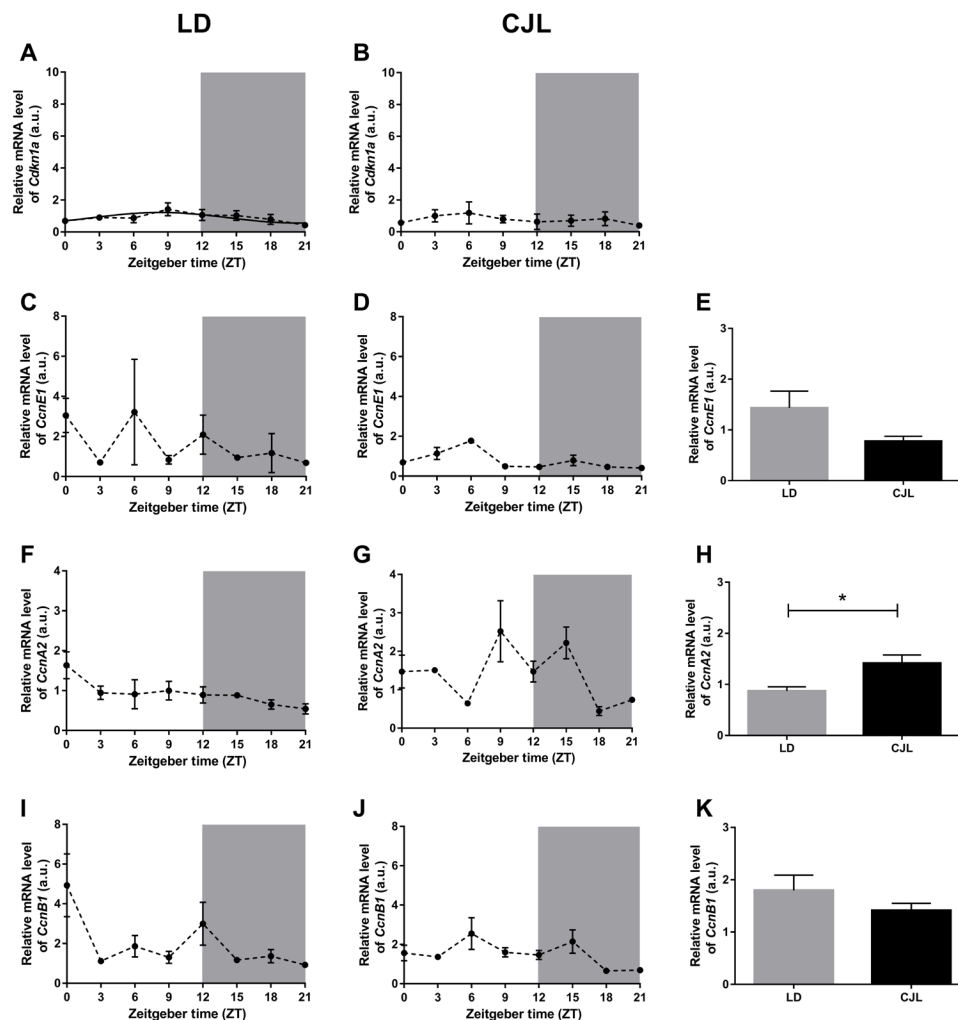 LD
CJL
A
Relative mRNA level
of Cdkn1a (a.u.)
10
8
6
4
2
0
0 3 6 9 12 15 18 21
Zeitgeber time (ZT)
B
Relative mRNA level
of Cdkn1a (a.u.)
10
8
6
4
2
0
0 3 6 9 12 15 18 21
Zeitgeber time (ZT)
C
Relative mRNA level
of CcnE1 (a.u.)
8
6
4
2
0
0 3 6 9 12 15 18 21
Zeitgeber time (ZT)
D
Relative mRNA level
of CcnE1 (a.u.)
8
6
4
2
0
0 3 6 9 12 15 18 21
Zeitgeber time (ZT)
E
Relative mRNA level
of CcnE1 (a.u.)
3
2
1
0
LD CJL
F
Relative mRNA level
of CcnA2 (a.u.)
4
3
2
1
0
0 3 6 9 12 15 18 21
Zeitgeber time (ZT)
G
Relative mRNA level
of CcnA2 (a.u.)
4
3
2
1
0
0 3 6 9 12 15 18 21
Zeitgeber time (ZT)
H
Relative mRNA level
of CcnA2 (a.u.)
3
2
1
0
*
LD CJL
I
Relative mRNA level
of CcnB1 (a.u.)
8
6
4
2
0
0 3 6 9 12 15 18 21
Zeitgeber time (ZT)
J
Relative mRNA level
of CcnB1 (a.u.)
8
6
4
2
0
0 3 6 9 12 15 18 21
Zeitgeber time (ZT)
K
Relative mRNA level
of CcnB1 (a.u.)
3
2
1
0
LD CJL